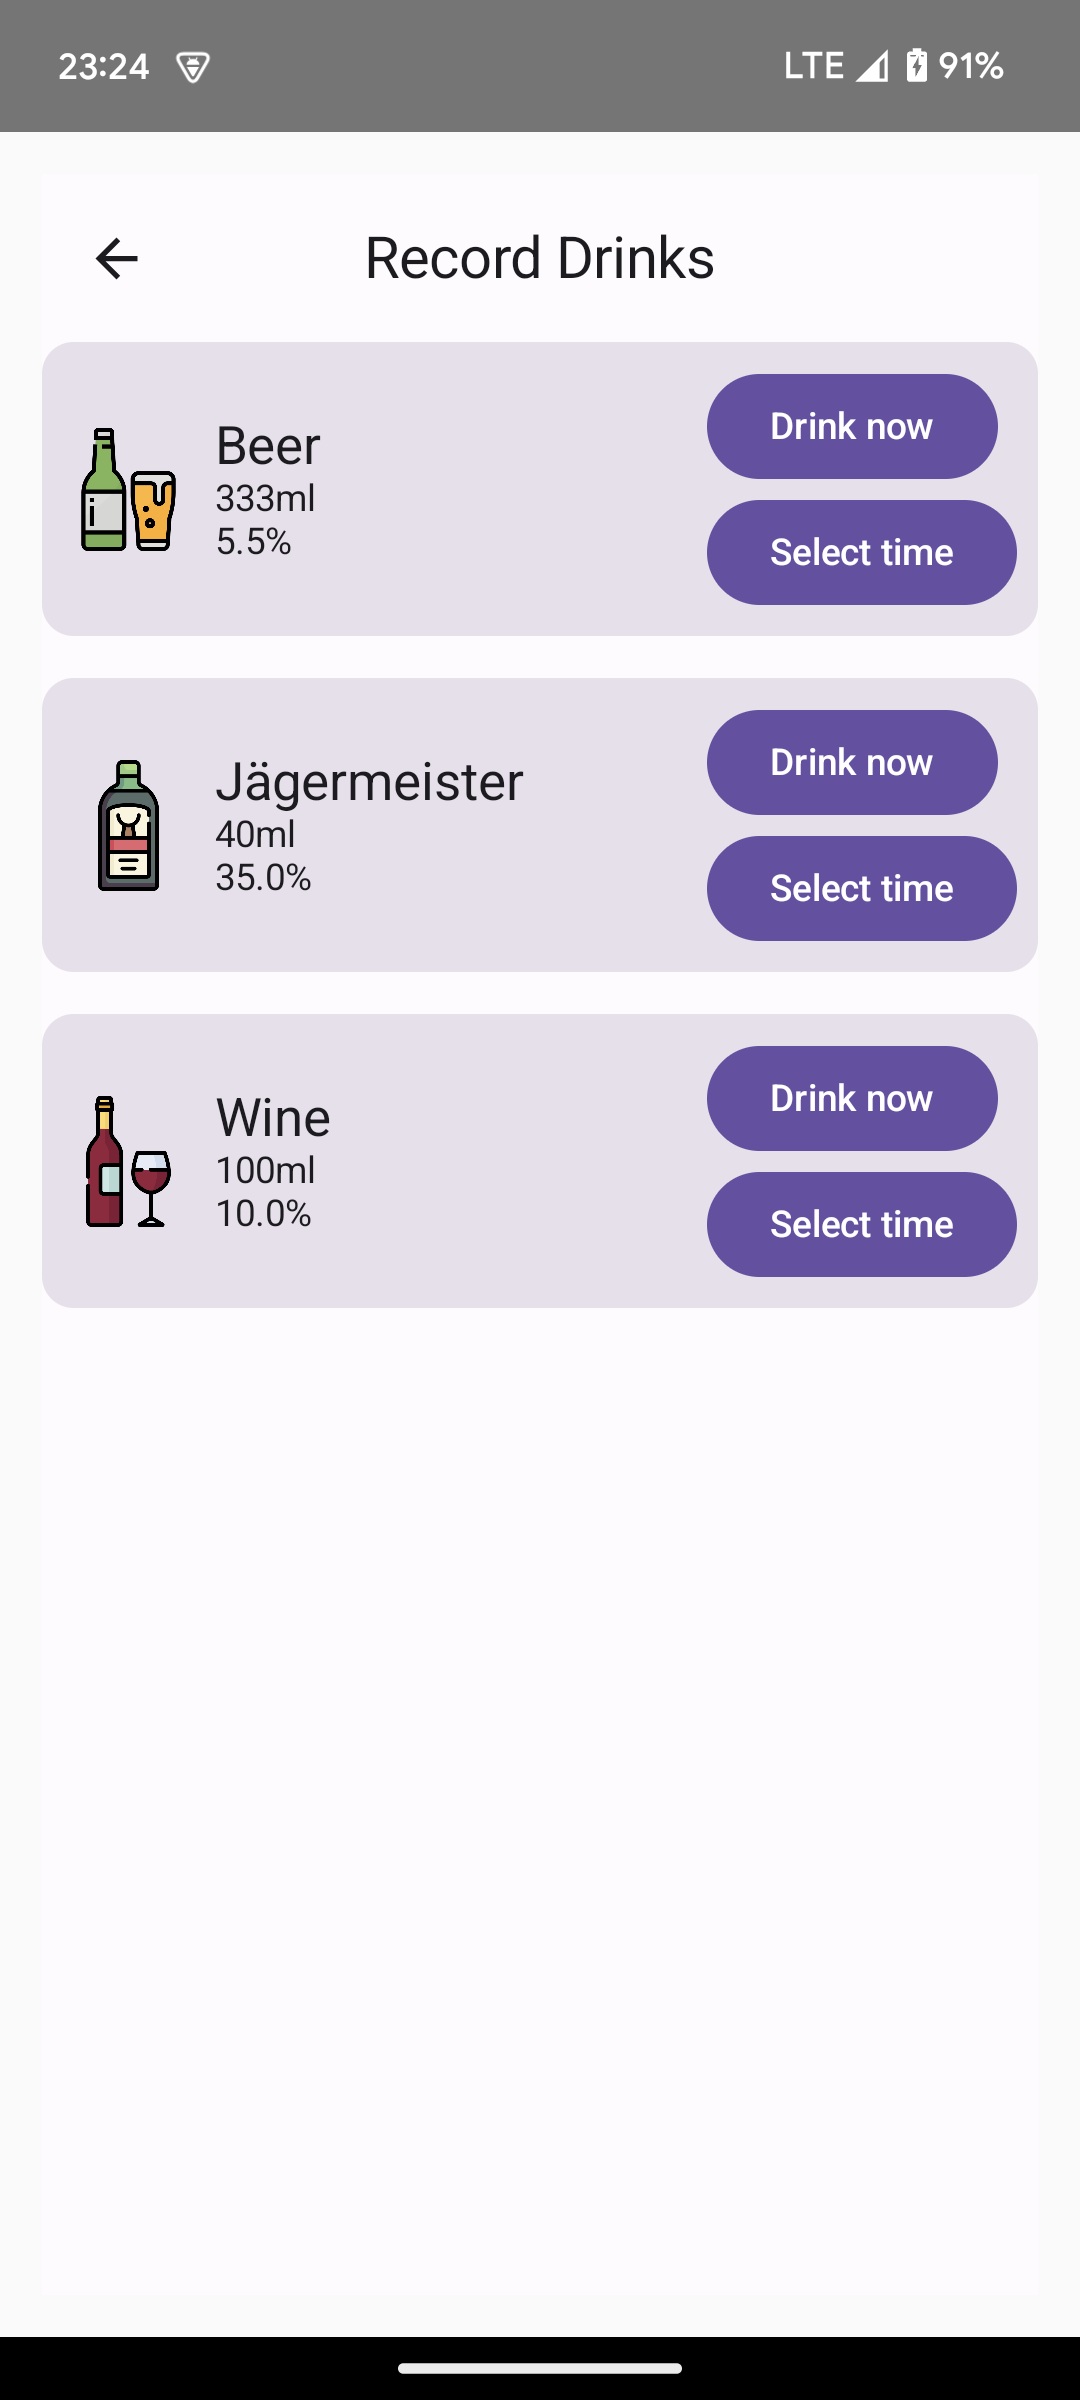 23:24
LTE 91%
Record Drinks
Beer
333ml
5.5%
Drink now
Select time
Jägermeister
40ml
35.0%
Drink now
Select time
Wine
100ml
10.0%
Drink now
Select time